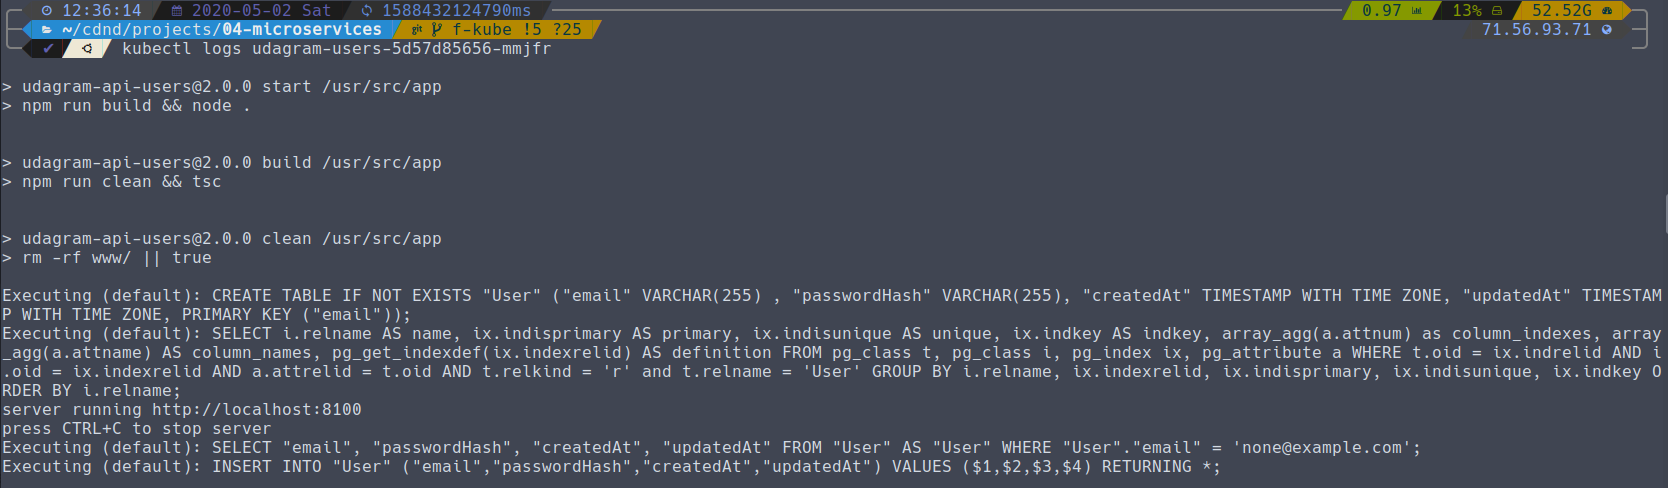 12:36:14 2020-05-02 Sat 1588432124790ms 0.97 13% 52.52G
~/cdnd/projects/04-microservices git f-kube !5 ?25 71.56.93.71
✔ kubectl logs udagram-users-5d57d85656-mmjfr
> udagram-api-users@2.0.0 start /usr/src/app
> npm run build && node .
> udagram-api-users@2.0.0 build /usr/src/app
> npm run clean && tsc
> udagram-api-users@2.0.0 clean /usr/src/app
> rm -rf www/ || true
Executing (default): CREATE TABLE IF NOT EXISTS "User" ("email" VARCHAR(255) , "passwordHash" VARCHAR(255), "createdAt" TIMESTAMP WITH TIME ZONE, "updatedAt" TIMESTAM
P WITH TIME ZONE, PRIMARY KEY ("email"));
Executing (default): SELECT i.relname AS name, ix.indisprimary AS primary, ix.indisunique AS unique, ix.indkey AS indkey, array_agg(a.attnum) as column_indexes, array
_agg(a.attname) AS column_names, pg_get_indexdef(ix.indexrelid) AS definition FROM pg_class t, pg_class i, pg_index ix, pg_attribute a WHERE t.oid = ix.indrelid AND i
.oid = ix.indexrelid AND a.attrelid = t.oid AND t.relkind = 'r' and t.relname = 'User' GROUP BY i.relname, ix.indexrelid, ix.indisprimary, ix.indisunique, ix.indkey O
RDER BY i.relname;
server running http://localhost:8100
press CTRL+C to stop server
Executing (default): SELECT "email", "passwordHash", "createdAt", "updatedAt" FROM "User" AS "User" WHERE "User"."email" = 'none@example.com';
Executing (default): INSERT INTO "User" ("email","passwordHash","createdAt","updatedAt") VALUES ($1,$2,$3,$4) RETURNING *;